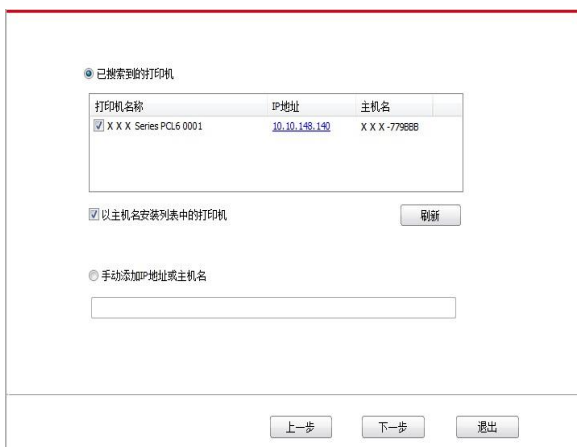 已搜索到的打印机
打印机名称 IP地址 主机名
X X X Series PCL6 0001 10.10.148.140 X X X -779BBB
以主机名安装列表中的打印机 刷新
手动添加IP地址或主机名
上一步 下一步 退出